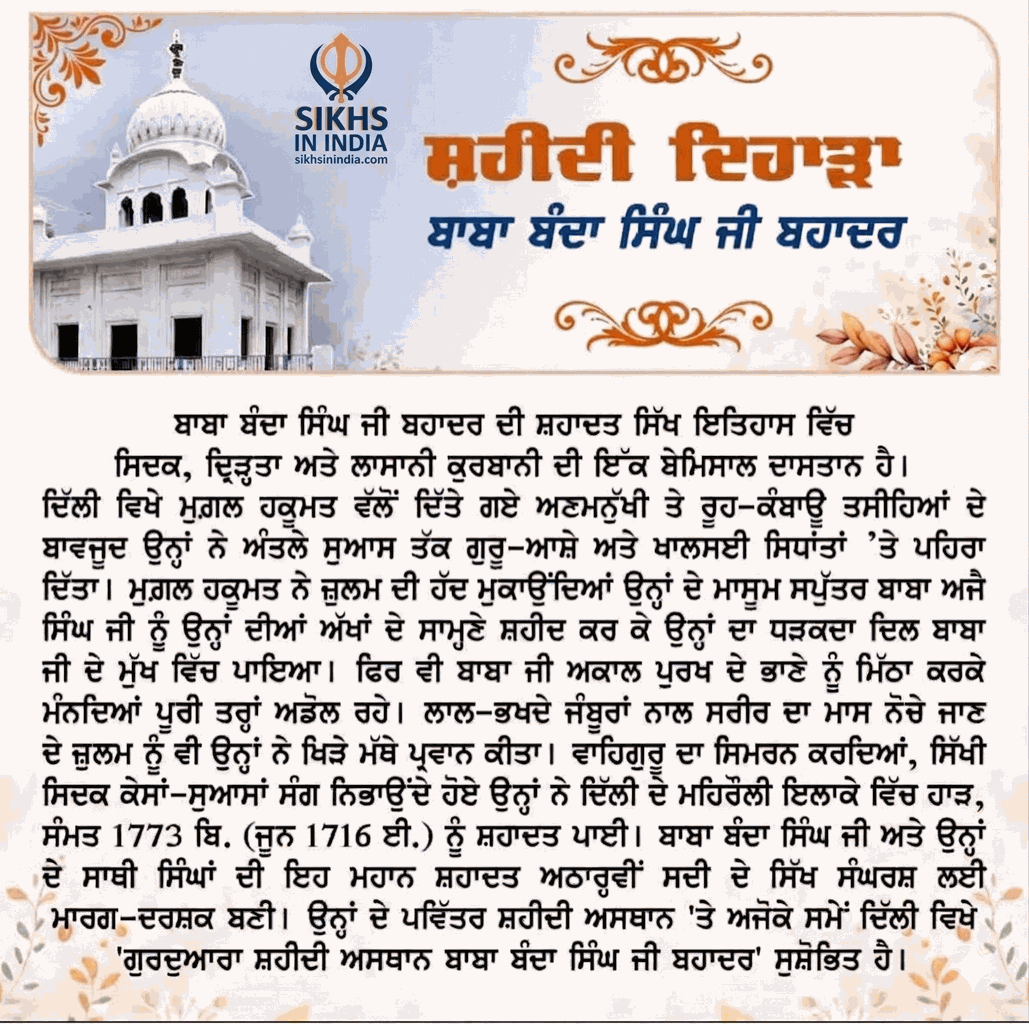 SIKHS
IN INDIA
sikhsinindia.com
ਸ਼ਹੀਦੀ ਦਿਹਾੜਾ
ਬਾਬਾ ਬੰਦਾ ਸਿੰਘ ਜੀ ਬਹਾਦਰ
ਬਾਬਾ ਬੰਦਾ ਸਿੰਘ ਜੀ ਬਹਾਦਰ ਦੀ ਸ਼ਹਾਦਤ ਸਿੱਖ ਇਤਿਹਾਸ ਵਿੱਚ
ਸਿਦਕ, ਦ੍ਰਿੜ੍ਹਤਾ ਅਤੇ ਲਾਸਾਨੀ ਕੁਰਬਾਨੀ ਦੀ ਇੱਕ ਬੇਮਿਸਾਲ ਦਾਸਤਾਨ ਹੈ।
ਦਿੱਲੀ ਵਿਖੇ ਮੁਗ਼ਲ ਹਕੂਮਤ ਵੱਲੋਂ ਦਿੱਤੇ ਗਏ ਅਣਮਨੁੱਖੀ ਤੇ ਰੂਹ-ਕੰਬਾਊ ਤਸੀਹਿਆਂ ਦੇ
ਬਾਵਜੂਦ ਉਨ੍ਹਾਂ ਨੇ ਅੰਤਲੇ ਸੁਆਸ ਤੱਕ ਗੁਰੂ-ਆਸ਼ੇ ਅਤੇ ਖਾਲਸਈ ਸਿਧਾਂਤਾਂ ’ਤੇ ਪਹਿਰਾ
ਦਿੱਤਾ। ਮੁਗ਼ਲ ਹਕੂਮਤ ਨੇ ਜ਼ੁਲਮ ਦੀ ਹੱਦ ਮੁਕਾਉਂਦਿਆਂ ਉਨ੍ਹਾਂ ਦੇ ਮਾਸੂਮ ਸਪੁੱਤਰ ਬਾਬਾ ਅਜੈ
ਸਿੰਘ ਜੀ ਨੂੰ ਉਨ੍ਹਾਂ ਦੀਆਂ ਅੱਖਾਂ ਦੇ ਸਾਮ੍ਹਣੇ ਸ਼ਹੀਦ ਕਰ ਕੇ ਉਨ੍ਹਾਂ ਦਾ ਧੜਕਦਾ ਦਿਲ ਬਾਬਾ
ਜੀ ਦੇ ਮੁੱਖ ਵਿੱਚ ਪਾਇਆ। ਫਿਰ ਵੀ ਬਾਬਾ ਜੀ ਅਕਾਲ ਪੁਰਖ ਦੇ ਭਾਣੇ ਨੂੰ ਮਿੱਠਾ ਕਰਕੇ
ਮੰਨਦਿਆਂ ਪੂਰੀ ਤਰ੍ਹਾਂ ਅਡੋਲ ਰਹੇ। ਲਾਲ-ਭਖਦੇ ਜੰਬੂਰਾਂ ਨਾਲ ਸਰੀਰ ਦਾ ਮਾਸ ਨੋਚੇ ਜਾਣ
ਦੇ ਜ਼ੁਲਮ ਨੂੰ ਵੀ ਉਨ੍ਹਾਂ ਨੇ ਖਿੜੇ ਮੱਥੇ ਪ੍ਰਵਾਨ ਕੀਤਾ। ਵਾਹਿਗੁਰੂ ਦਾ ਸਿਮਰਨ ਕਰਦਿਆਂ, ਸਿੱਖੀ
ਸਿਦਕ ਕੇਸਾਂ-ਸੁਆਸਾਂ ਸੰਗ ਨਿਭਾਉਂਦੇ ਹੋਏ ਉਨ੍ਹਾਂ ਨੇ ਦਿੱਲੀ ਦੇ ਮਹਿਰੌਲੀ ਇਲਾਕੇ ਵਿੱਚ ਹਾੜ,
ਸੰਮਤ 1773 ਬਿ. (ਜੂਨ 1716 ਈ.) ਨੂੰ ਸ਼ਹਾਦਤ ਪਾਈ। ਬਾਬਾ ਬੰਦਾ ਸਿੰਘ ਜੀ ਅਤੇ ਉਨ੍ਹਾਂ
ਦੇ ਸਾਥੀ ਸਿੰਘਾਂ ਦੀ ਇਹ ਮਹਾਨ ਸ਼ਹਾਦਤ ਅਠਾਰ੍ਹਵੀਂ ਸਦੀ ਦੇ ਸਿੱਖ ਸੰਘਰਸ਼ ਲਈ
ਮਾਰਗ-ਦਰਸ਼ਕ ਬਣੀ। ਉਨ੍ਹਾਂ ਦੇ ਪਵਿੱਤਰ ਸ਼ਹੀਦੀ ਅਸਥਾਨ 'ਤੇ ਅਜੋਕੇ ਸਮੇਂ ਦਿੱਲੀ ਵਿਖੇ
'ਗੁਰਦੁਆਰਾ ਸ਼ਹੀਦੀ ਅਸਥਾਨ ਬਾਬਾ ਬੰਦਾ ਸਿੰਘ ਜੀ ਬਹਾਦਰ' ਸੁਸ਼ੋਭਿਤ ਹੈ।